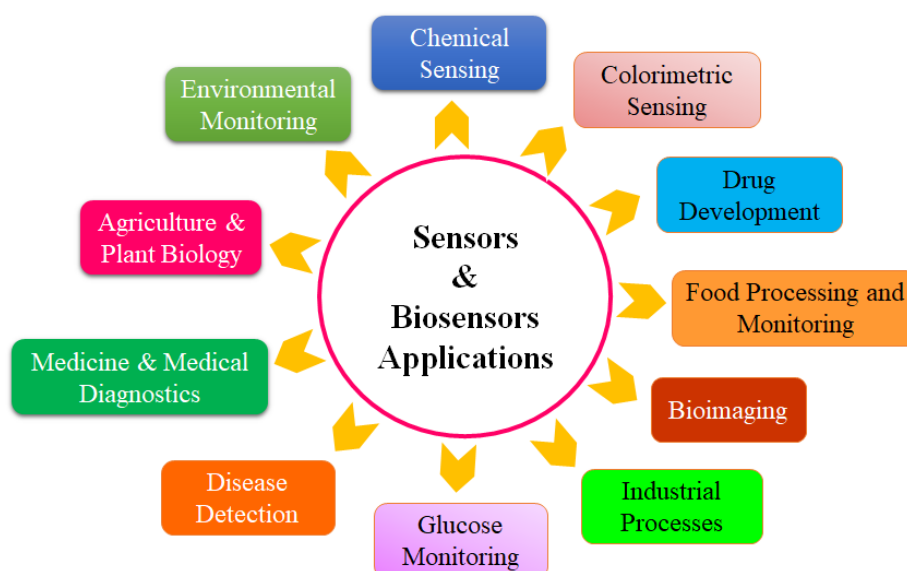 Chemical
Sensing
Colorimetric
Sensing
Drug
Development
Food Processing and
Monitoring
Bioimaging
Industrial
Processes
Glucose
Monitoring
Disease
Detection
Medicine & Medical
Diagnostics
Agriculture &
Plant Biology
Environmental
Monitoring
Sensors
&
Biosensors
Applications